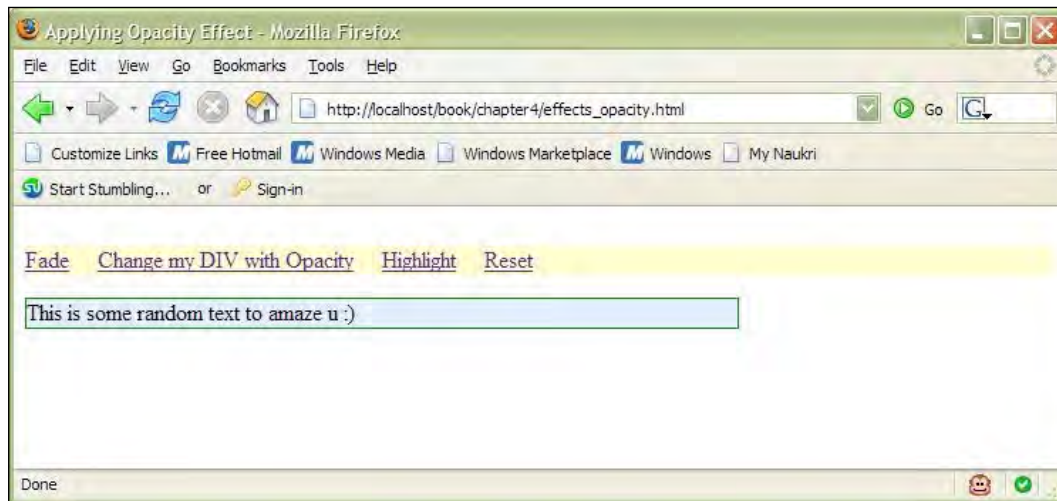 Applying Opacity Effect - Mozilla Firefox
File Edit View Go Bookmarks Tools Help
http://localhost/book/chapter4/effects_opacity.html Go G
Customize Links Free Hotmail Windows Media Windows Marketplace Windows My Naukri
Start Stumbling... or Sign-in
Fade Change my DIV with Opacity Highlight Reset
This is some random text to amaze u :)
Done